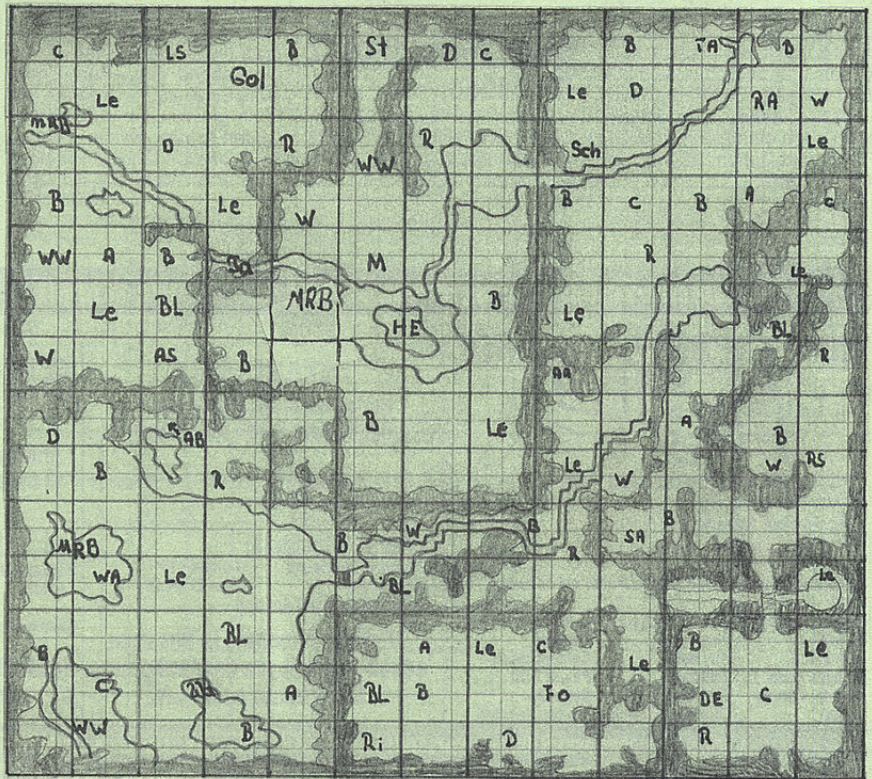 C LS B St D C B TA B
Gol
Le Le D RA W
MRB
D R R Sch Le
WW
B Le W B C B A C
WW A B M R Le
Le BL MRB B Le BL
HE
W AS B R
AA
D AB B Le A B
B R Le W W RS
B W B R SA B
MRB WA Le BL Le
BL A Le C B Le
B Le
C A BL B Fo DE C
WW B Ri D R